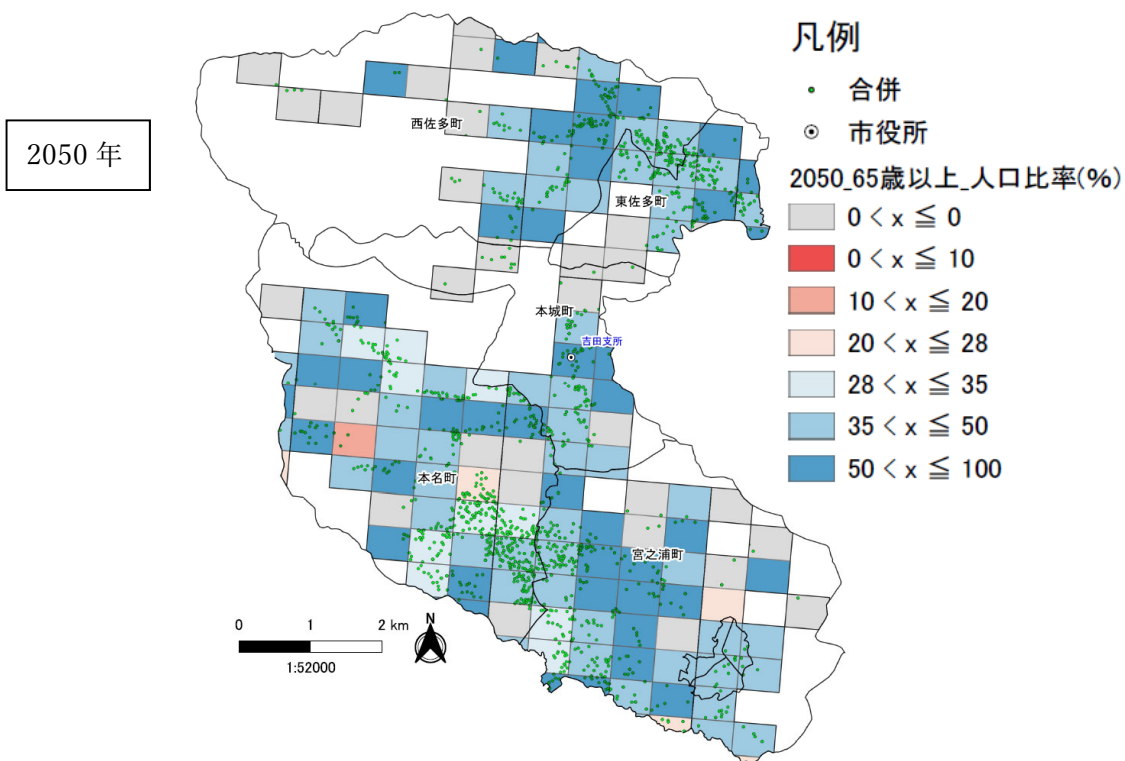 2050 年
凡例
合併
市役所
2050_65歳以上_人口比率(%)
0 < x ≦ 0
0 < x ≦ 10
10 < x ≦ 20
20 < x ≦ 28
28 < x ≦ 35
35 < x ≦ 50
50 < x ≦ 100
西佐多町
東佐多町
本城町
吉田支所
本名町
宮之浦町
0 1 2 km
1:52000
N